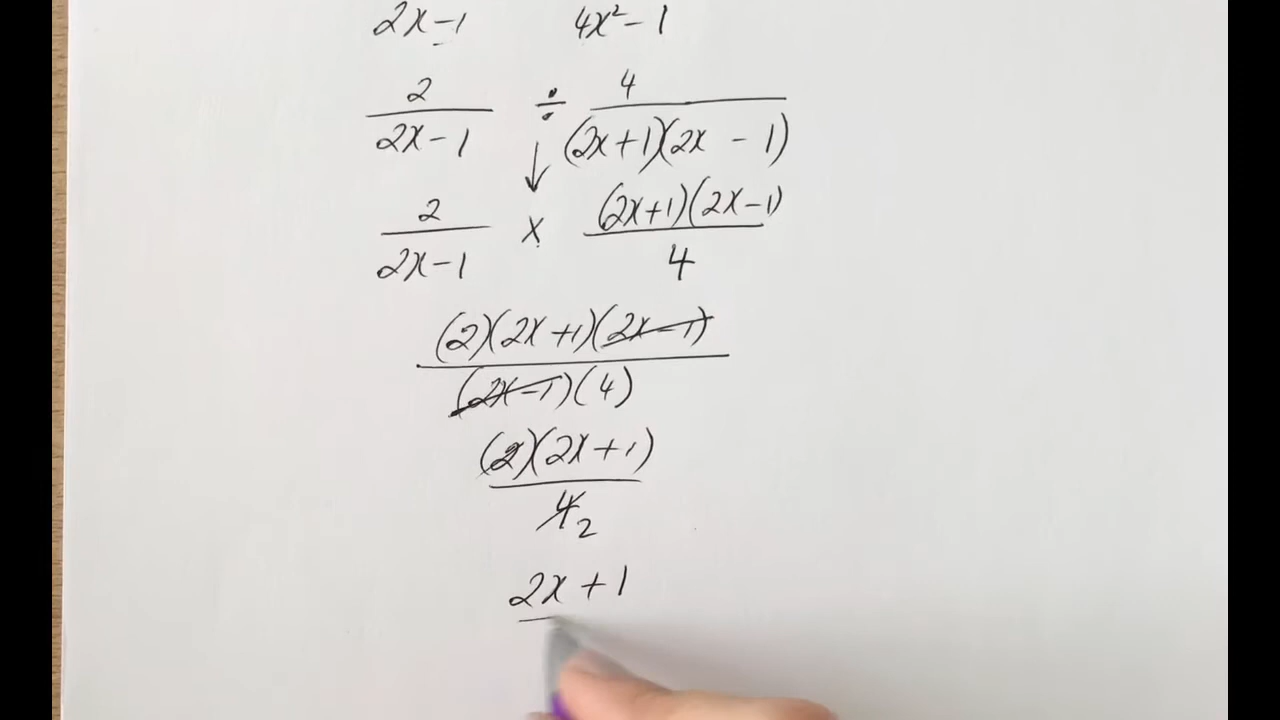 2x-1 4x²-1
2 ÷ 4
2x-1 (2x+1)(2x-1)
2 x (2x+1)(2x-1)
2x-1 4
(2)(2x+1)(2x-1)
(2x-1)(4)
(2)(2x+1)
4 2
2x+1